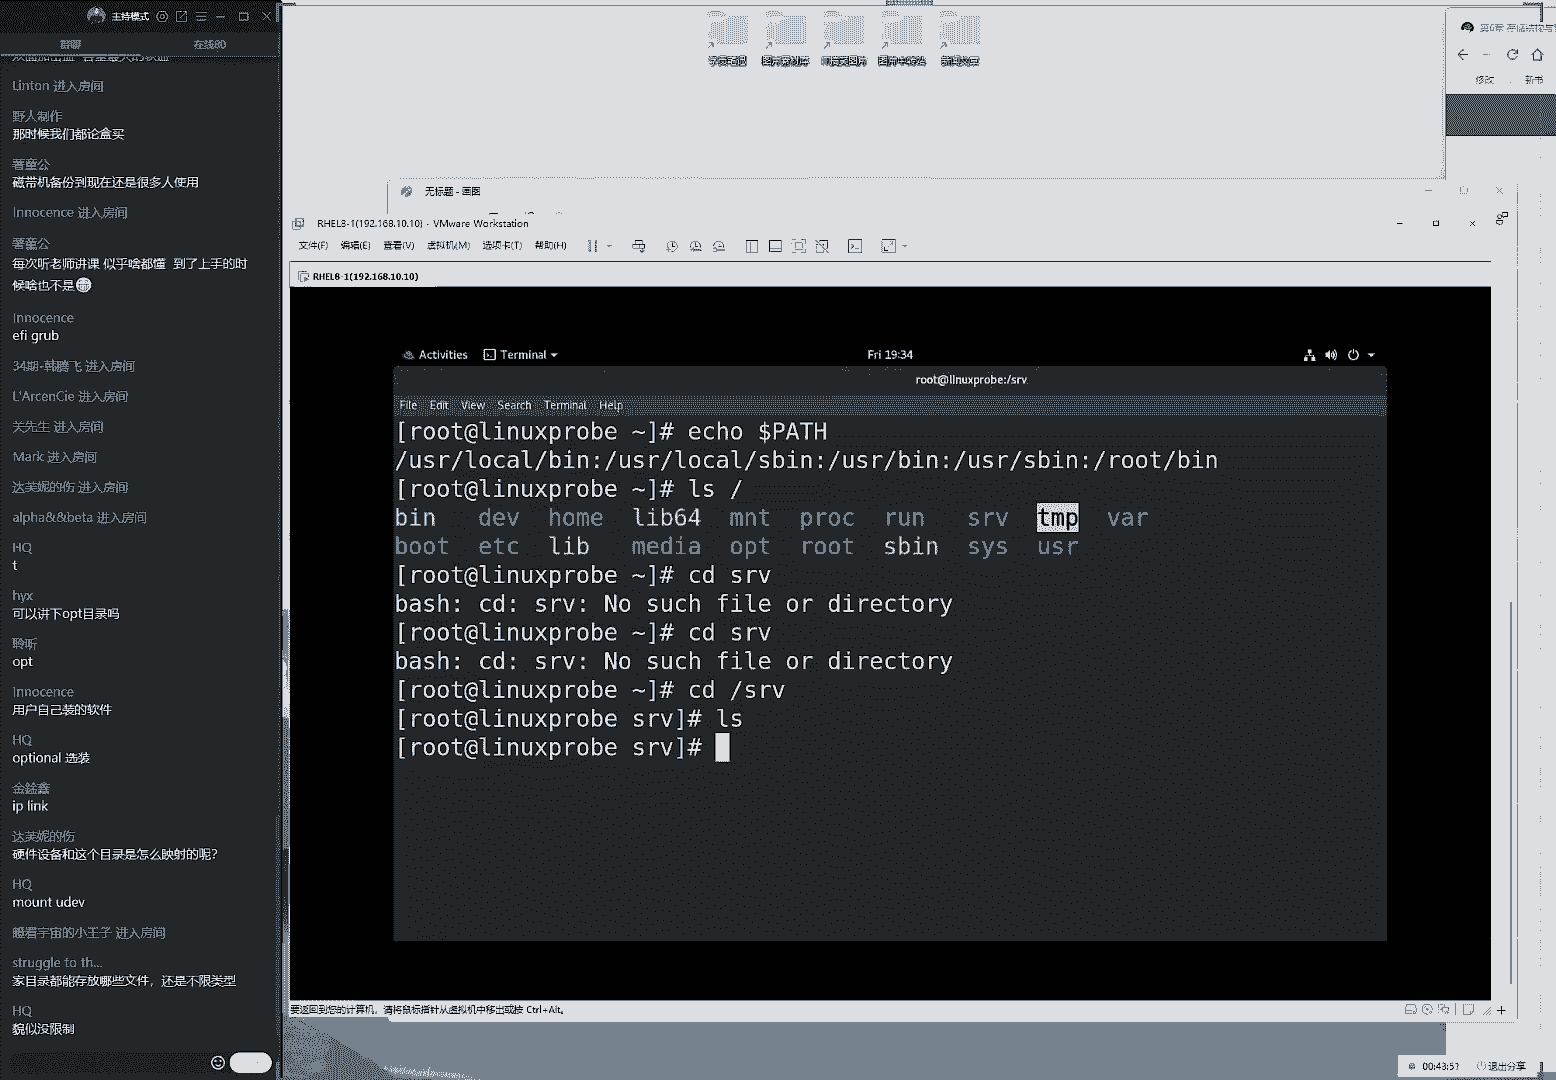 主持模式
群聊
在线80
Linton 进入房间
野人制作
那时候我们都论盒买
著童公
磁带机备份到现在还是很多人使用
Innocence 进入房间
著童公
每次听老师讲课 似乎啥都懂 到了上手的时
候啥也不是
Innocence
efi grub
34期-韩腾飞 进入房间
L'ArcenCie 进入房间
关先生 进入房间
Mark 进入房间
达芙妮的伤 进入房间
alpha&&beta 进入房间
HQ
t
hyx
可以讲下opt目录吗
聆听
opt
Innocence
用户自己装的软件
HQ
optional 选装
ip link
达芙妮的伤
硬件设备和这个目录是怎么映射的呢?
HQ
mount udev
瞪着宇宙的小王子 进入房间
struggle to th...
家目录都能存放哪些文件，还是不限类型
HQ
貌似没限制
图片素材库
修改
新书
无标题 - 画图
RHEL8-1(192.168.10.10) - VMware Workstation
文件(F) 编辑(E) 查看(V) 虚拟机(M) 选项卡(T) 帮助(H)
RHEL8-1(192.168.10.10)
Activities Terminal Fri 19:34
root@linuxprobe:/srv
File Edit View Search Terminal Help
[root@linuxprobe ~]# echo $PATH
/usr/local/bin:/usr/local/sbin:/usr/bin:/usr/sbin:/root/bin
[root@linuxprobe ~]# ls /
bin dev home lib64 mnt proc run srv tmp var
boot etc lib media opt root sbin sys usr
[root@linuxprobe ~]# cd srv
bash: cd: srv: No such file or directory
[root@linuxprobe ~]# cd srv
bash: cd: srv: No such file or directory
[root@linuxprobe ~]# cd /srv
[root@linuxprobe srv]# ls
[root@linuxprobe srv]#
要返回到您的计算机，请将鼠标指针从虚拟机中移出或按 Ctrl+Alt。
退出分享